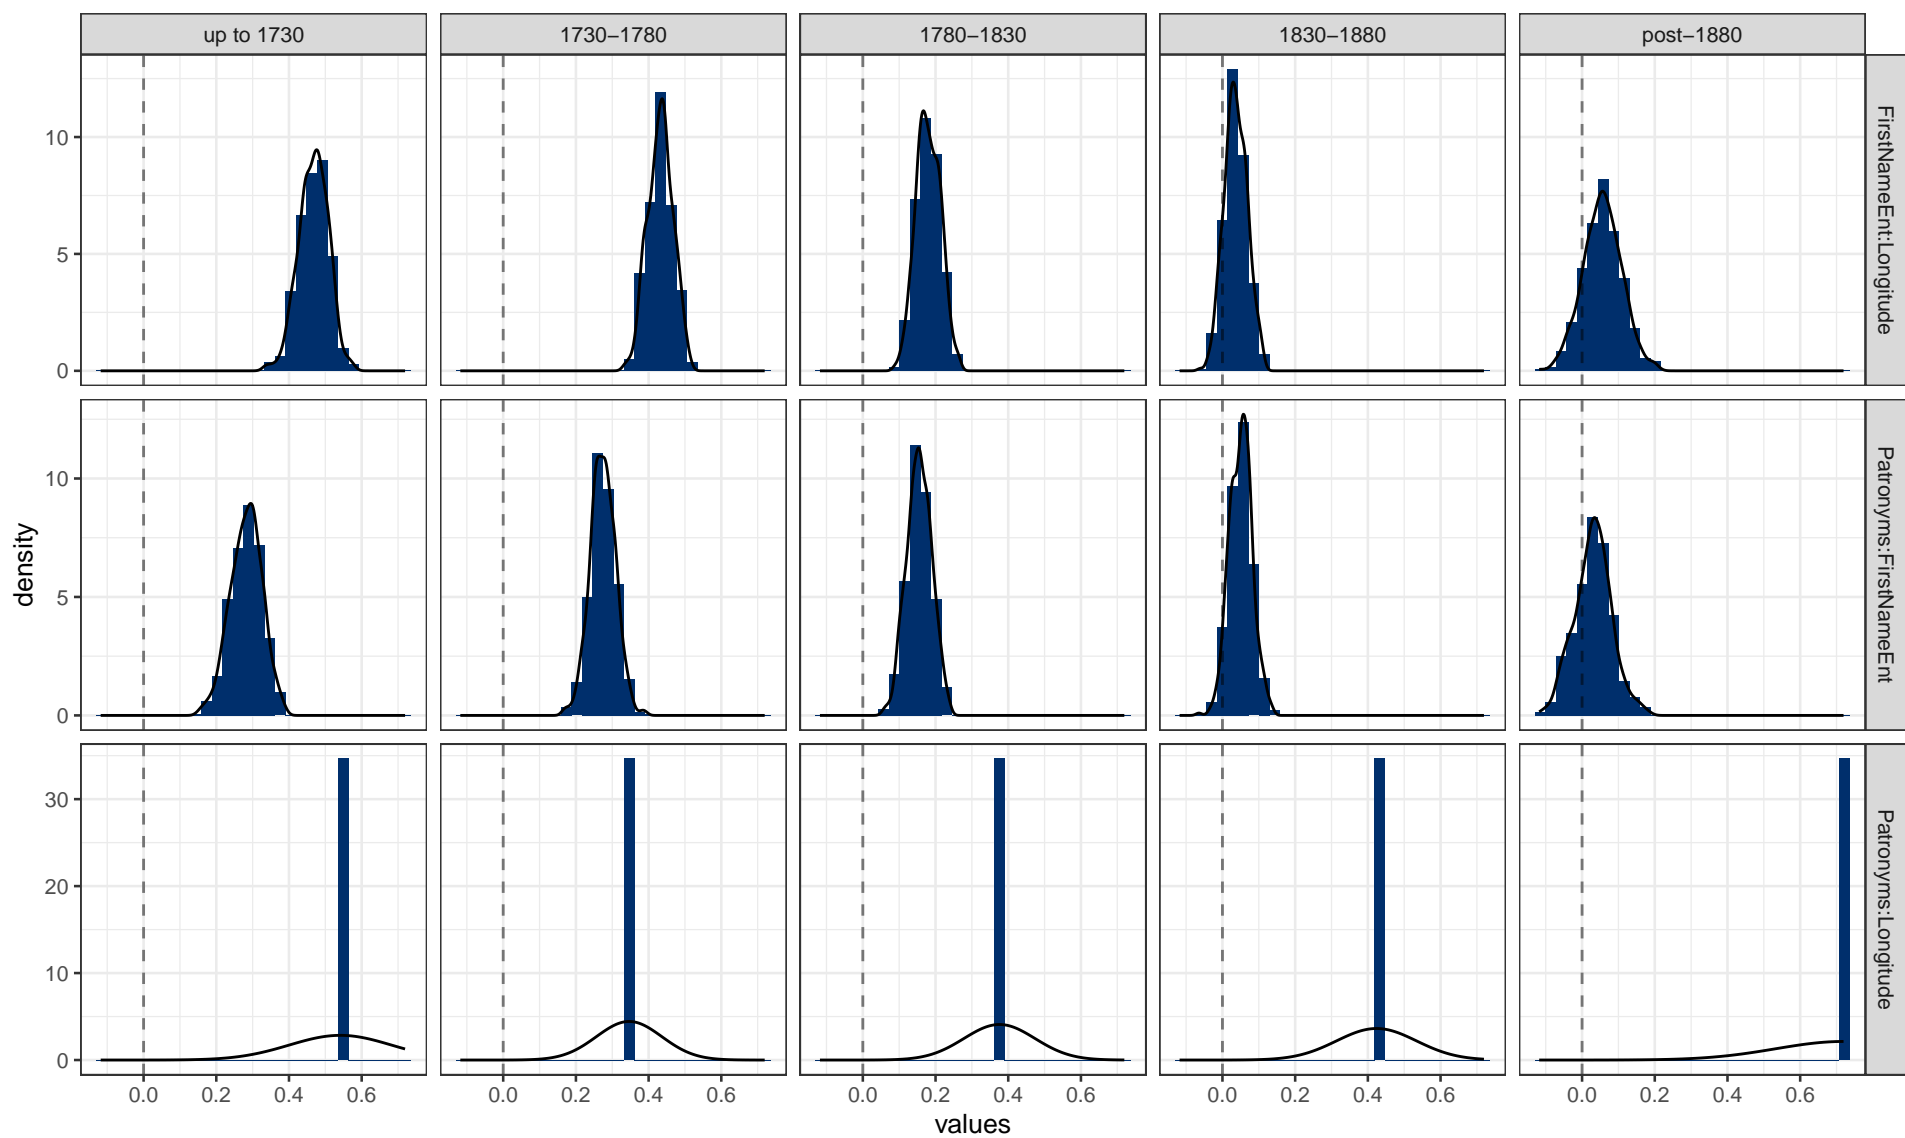 up to 1730
1730–1780
1780–1830
1830–1880
post–1880
10
5
0
FirstNameEnt:Longitude
10
5
0
Patronyms:FirstNameEnt
30
20
10
0
Patronyms:Longitude
density
0.0 0.2 0.4 0.6
0.0 0.2 0.4 0.6
0.0 0.2 0.4 0.6
0.0 0.2 0.4 0.6
0.0 0.2 0.4 0.6
values